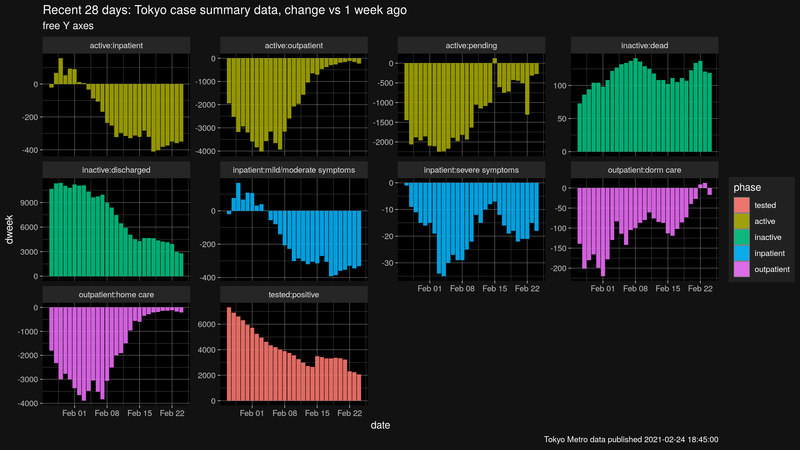 Recent 28 days: Tokyo case summary data, change vs 1 week ago
free Y axes
active:inpatient
active:outpatient
active:pending
inactive:dead
0
-200
-400
0
-1000
-2000
-3000
-4000
0
-500
-1000
-1500
-2000
100
50
0
inactive:discharged
inpatient:mild/moderate symptoms
inpatient:severe symptoms
outpatient:dorm care
9000
6000
3000
0
0
-200
-400
0
-10
-20
-30
0
-50
-100
-150
-200
Feb 01 Feb 08 Feb 15 Feb 22
Feb 01 Feb 08 Feb 15 Feb 22
outpatient:home care
tested:positive
0
-1000
-2000
-3000
-4000
6000
4000
2000
0
Feb 01 Feb 08 Feb 15 Feb 22
Feb 01 Feb 08 Feb 15 Feb 22
dweek
date
phase
tested
active
inactive
inpatient
outpatient
Tokyo Metro data published 2021-02-24 18:45:00